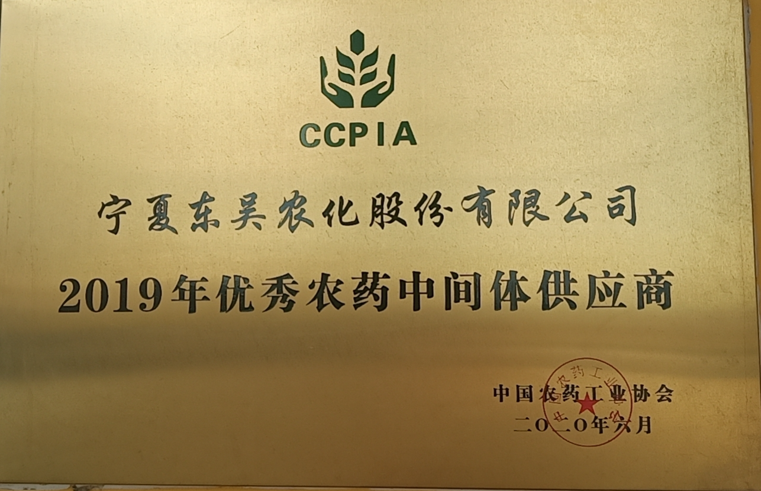 CCPIA
宁夏东吴农化股份有限公司
2019年优秀农药中间体供应商
中国农药工业协会
二〇二〇年六月